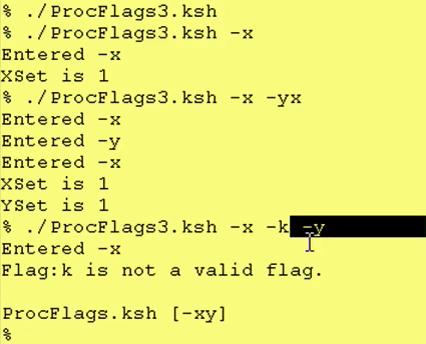 % ./ProcFlags3.ksh
% ./ProcFlags3.ksh -x
Entered -x
XSet is 1
% ./ProcFlags3.ksh -x -yx
Entered -x
Entered -y
Entered -x
XSet is 1
YSet is 1
% ./ProcFlags3.ksh -x -k -y
Entered -x
Flag:k is not a valid flag.
ProcFlags.ksh [-xy]
%